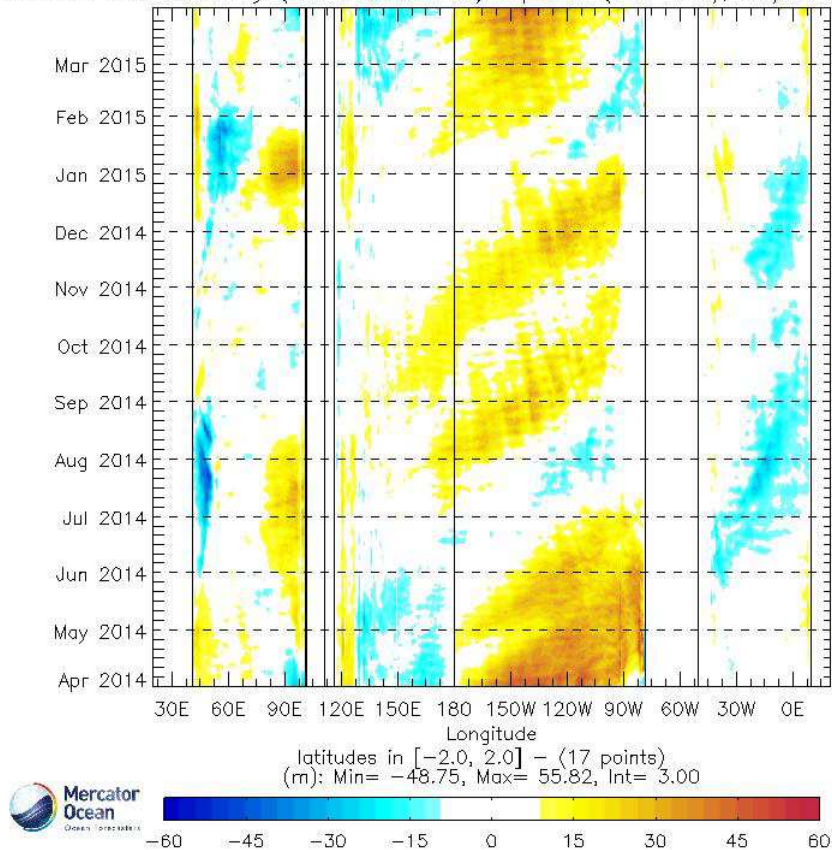 Mar 2015
Feb 2015
Jan 2015
Dec 2014
Nov 2014
Oct 2014
Sep 2014
Aug 2014
Jul 2014
Jun 2014
May 2014
Apr 2014
30E 60E 90E 120E 150E 180 150W 120W 90W 60W 30W 0E
Longitude
latitudes in [-2.0, 2.0] - (17 points)
(m): Min= -48.75, Max= 55.82, Int= 3.00
Mercator
Ocean
Ocean Forecasters
-60 -45 -30 -15 0 15 30 45 60